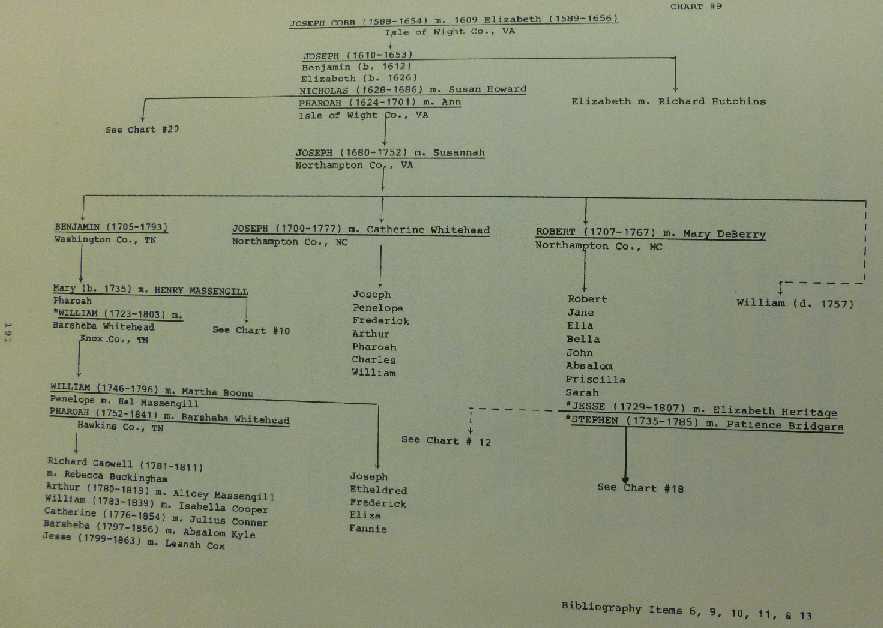 CHART #9
JOSEPH COBB (1588-1654) m. 1609 Elizabeth (1589-1656)
Isle of Wight Co., VA
JOSEPH (1610-1653)
Benjamin (b. 1612)
Elizabeth (b. 1626)
NICHOLAS (1628-1686) m. Susan Howard
PHAROAH (1624-1701) m. Ann
Isle of Wight Co., VA
Elizabeth m. Richard Hutchins
See Chart #20
JOSEPH (1680-1752) m. Susannah
Northampton Co., VA
BENJAMIN (1705-1793)
Washington Co., TN
JOSEPH (1700-1777) m. Catherine Whitehead
Northampton Co., NC
ROBERT (1707-1767) m. Mary DeBerry
Northampton Co., NC
William (d. 1757)
Mary (b. 1735) m. HENRY MASSENGILL
Pharoah
*WILLIAM (1723-1803) m.
Barsheba Whitehead
Knox Co., TN
See Chart #10
Joseph
Penelope
Frederick
Arthur
Pharoah
Charles
William
Robert
Jane
Ella
Bella
John
Absalom
Priscilla
Sarah
*JESSE (1729-1807) m. Elizabeth Heritage
*STEPHEN (1735-1785) m. Patience Bridgers
See Chart # 12
See Chart #18
WILLIAM (1746-1796) m. Martha Boone
Penelope m. Hal Massengill
PHAROAH (1752-1841) m. Barsheba Whitehead
Hawkins Co., TN
Richard Caswell (1781-1811)
m. Rebecca Buckingham
Arthur (1780-1819) m. Alicey Massengill
William (1783-1839) m. Isabella Cooper
Catherine (1776-1854) m. Julius Conner
Barsheba (1797-1856) m. Absalom Kyle
Jesse (1799-1863) m. Leanah Cox
Joseph
Etheldred
Frederick
Eliza
Fannie
Bibliography Items 6, 9, 10, 11, & 13